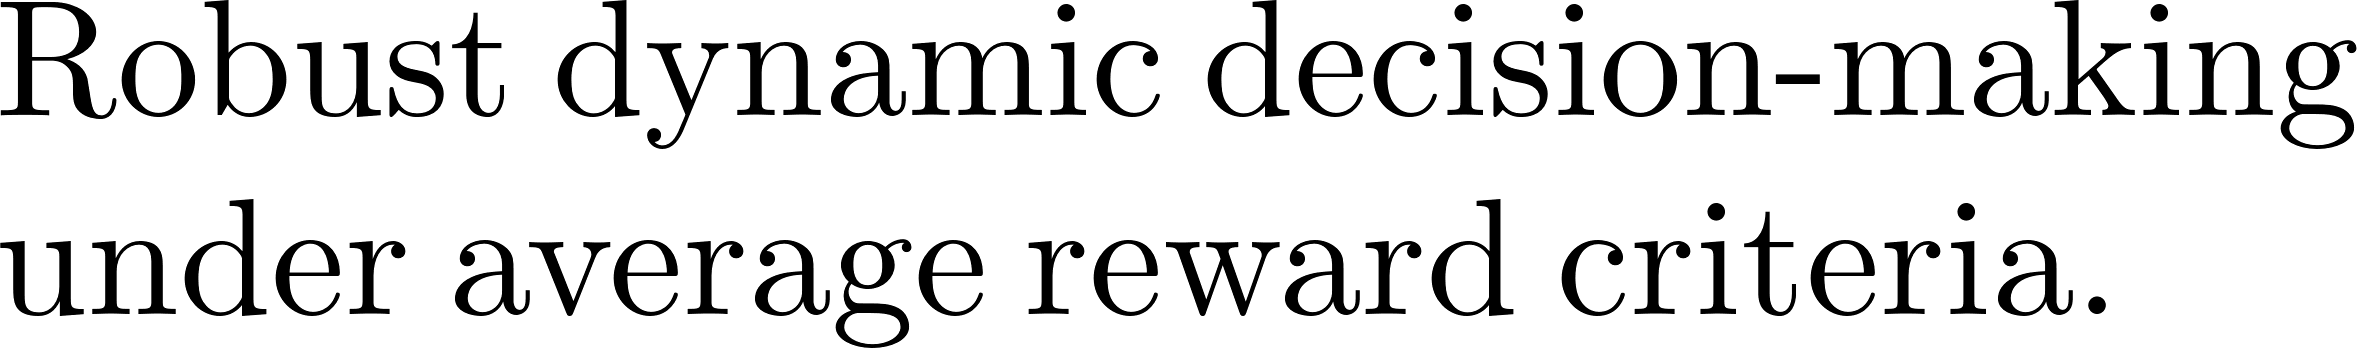 Robust dynamic decision-making
under average reward criteria.